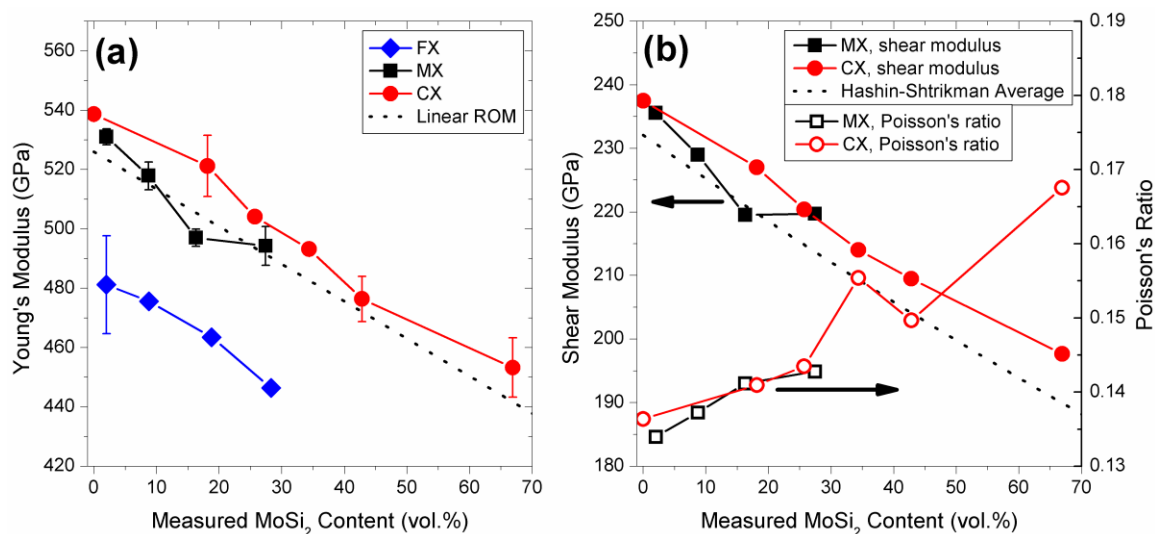 (a)
FX
MX
CX
Linear ROM
Young's Modulus (GPa)
560
540
520
500
480
460
440
420
0 10 20 30 40 50 60 70
Measured MoSi₂ Content (vol.%)
(b)
MX, shear modulus
CX, shear modulus
Hashin-Shtrikman Average
MX, Poisson's ratio
CX, Poisson's ratio
Shear Modulus (GPa)
250
240
230
220
210
200
190
180
0 10 20 30 40 50 60 70
Measured MoSi₂ Content (vol.%)
0.19
0.18
0.17
0.16
0.15
0.14
0.13
Poisson's Ratio